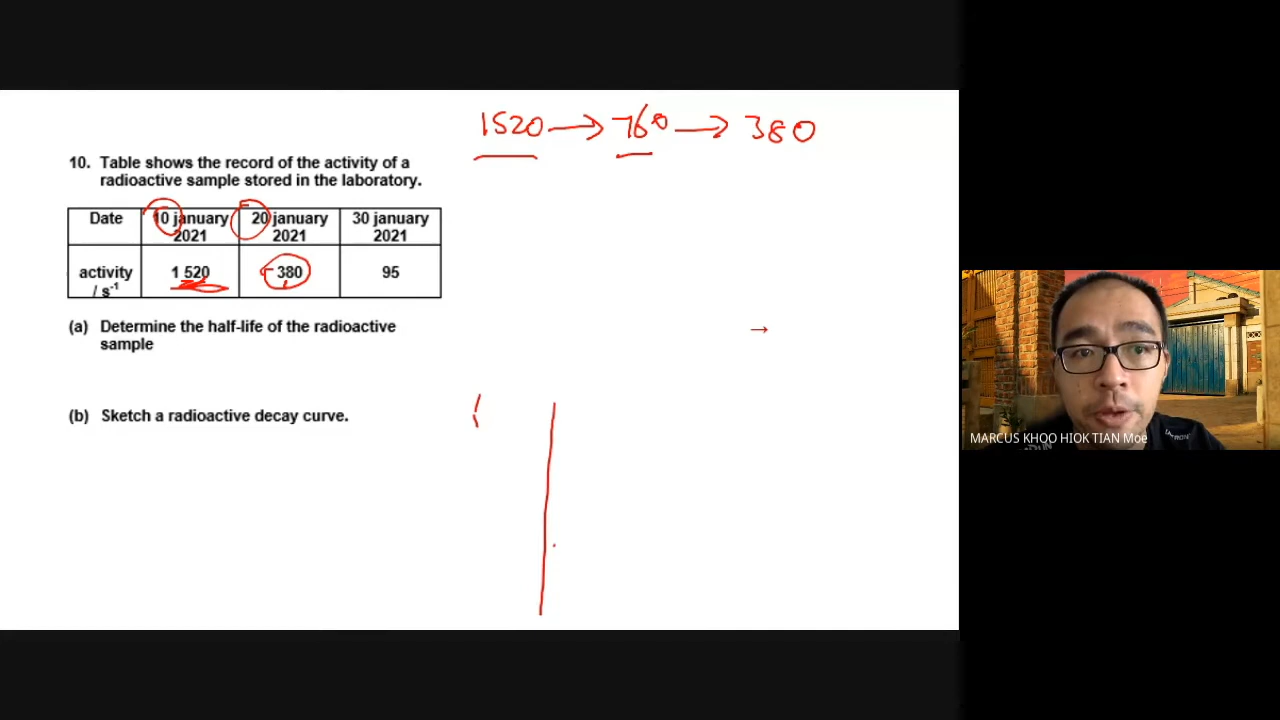 1520 → 760 → 380
10. Table shows the record of the activity of a
radioactive sample stored in the laboratory.
Date 10 january 2021 20 january 2021 30 january 2021
activity / s⁻¹ 1 520 380 95
(a) Determine the half-life of the radioactive
sample
→
(b) Sketch a radioactive decay curve.
MARCUS KHOO HIOK TIAN Moe